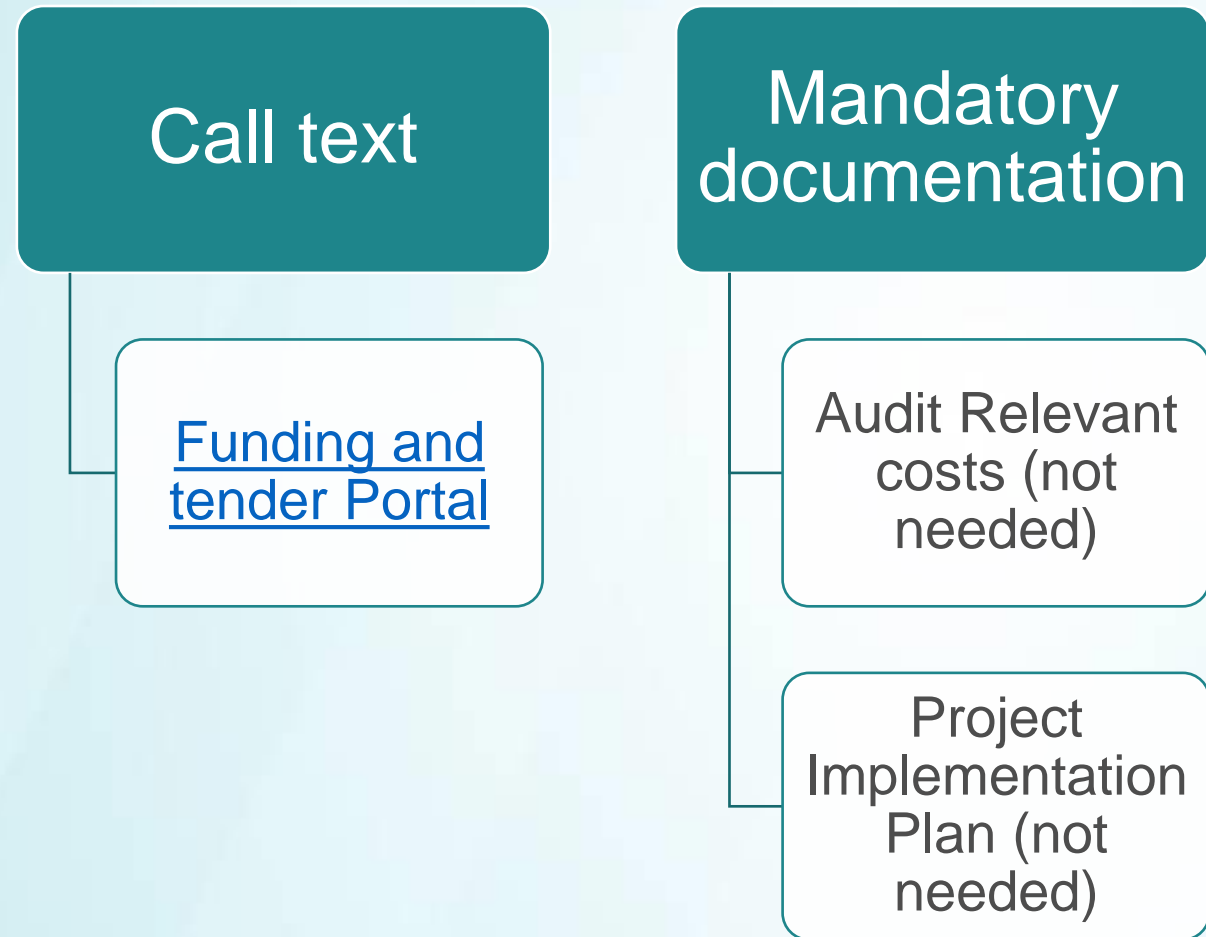 Call text
Funding and
tender Portal
Mandatory
documentation
Audit Relevant
costs (not
needed)
Project
Implementation
Plan (not
needed)